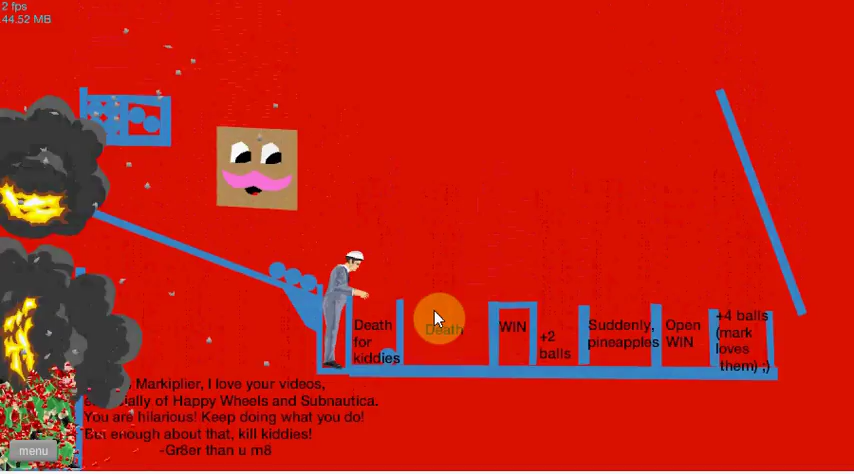 2 fps
44.52 MB
Death
for
kiddies
Death
WIN
+2
balls
Suddenly,
pineapples
Open
WIN
+4 balls
(mark
loves
them) ;)
Markiplier, I love your videos,
of Happy Wheels and Subnautica.
You are hilarious! Keep doing what you do!
But enough about that, kill kiddies!
-Gr8er than u m8
menu